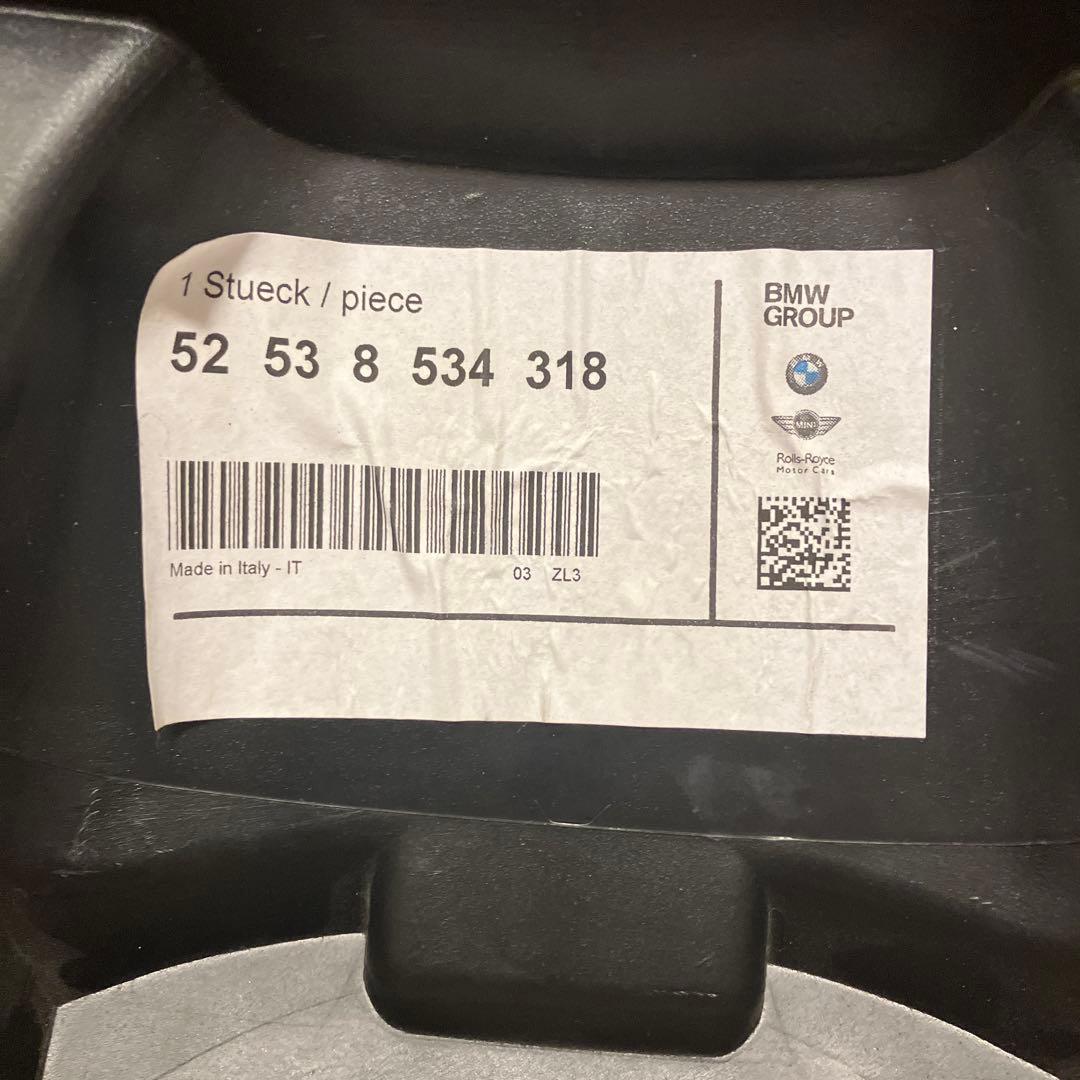 1 Stueck / piece
52 53 8 534 318
Made in Italy - IT
03 ZL3
BMW
GROUP
MINI
Rolls-Royce
Motor Cars